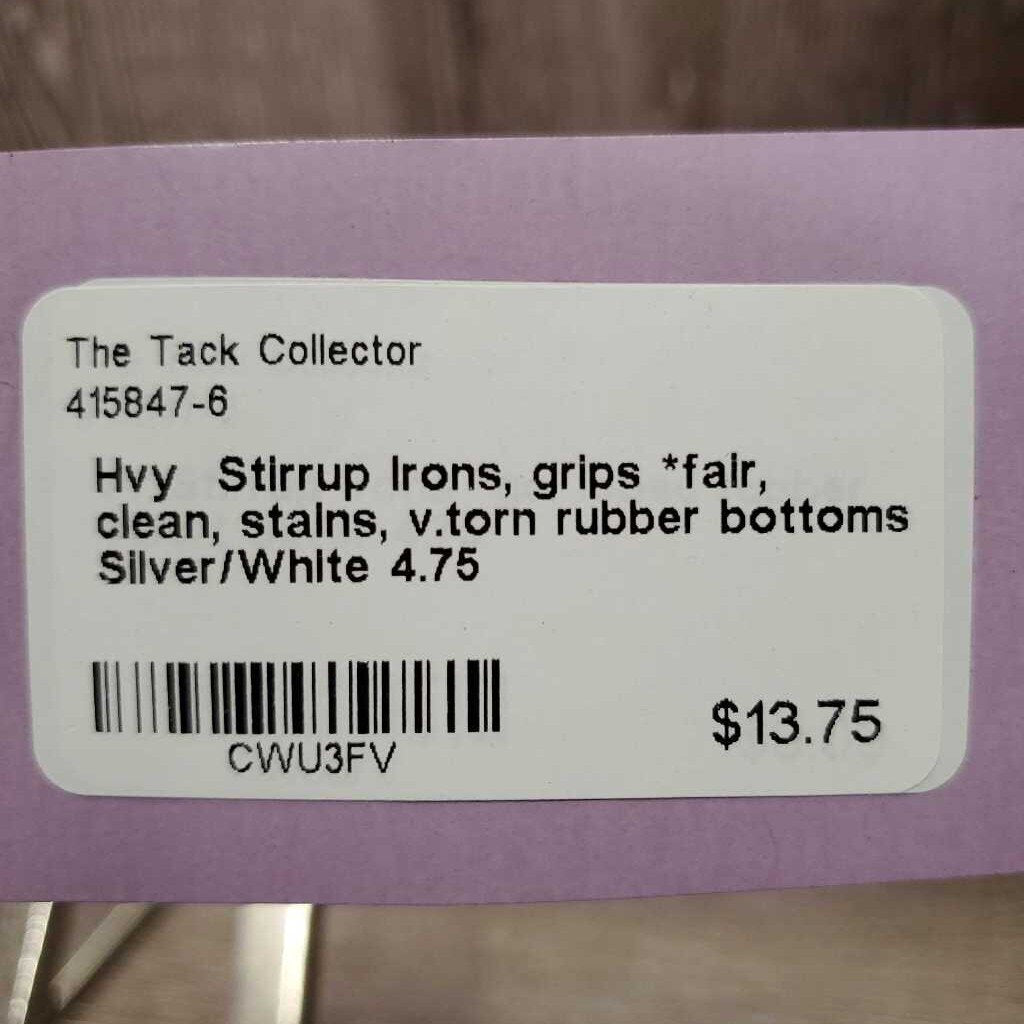 The Tack Collector
415847-6
Hvy Stirrup Irons, grips *fair,
clean, stains, v.torn rubber bottoms
Silver/White 4.75
CWU3FV
$13.75